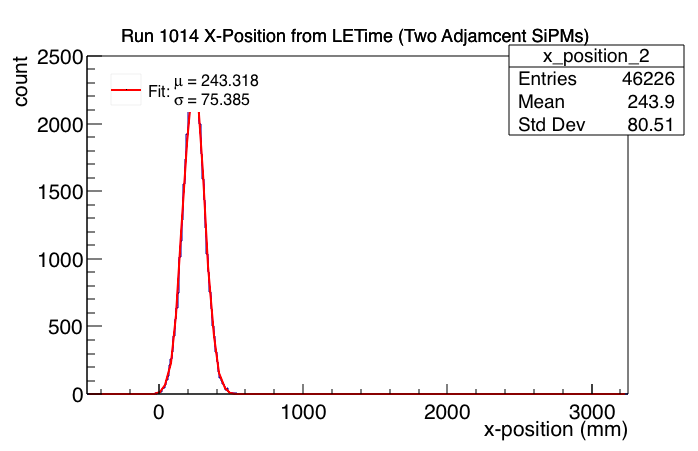 Run 1014 X-Position from LETime (Two Adjamcent SiPMs)
x_position_2
Entries 46226
Mean 243.9
Std Dev 80.51
Fit: μ = 243.318
σ = 75.385
count
2500
2000
1500
1000
500
0
0 1000 2000 3000
x-position (mm)